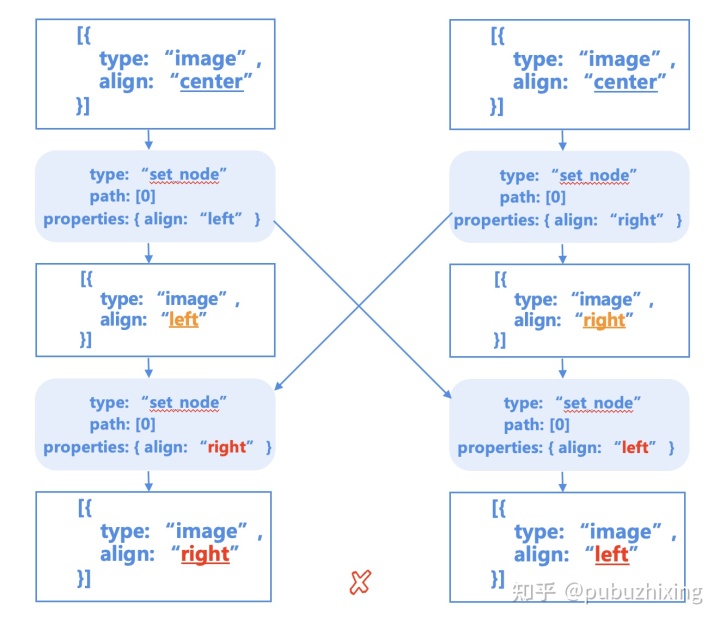 [{
type: “image” ,
align: “center”
}]
type: “set_node”
path: [0]
properties: { align: “left” }
[{
type: “image” ,
align: “left”
}]
type: “set_node”
path: [0]
properties: { align: “right” }
[{
type: “image” ,
align: “right”
}]
[{
type: “image” ,
align: “center”
}]
type: “set_node”
path: [0]
properties: { align: “right” }
[{
type: “image” ,
align: “right”
}]
type: “set_node”
path: [0]
properties: { align: “left” }
[{
type: “image” ,
align: “left”
}]
知乎 @pubuzhixing